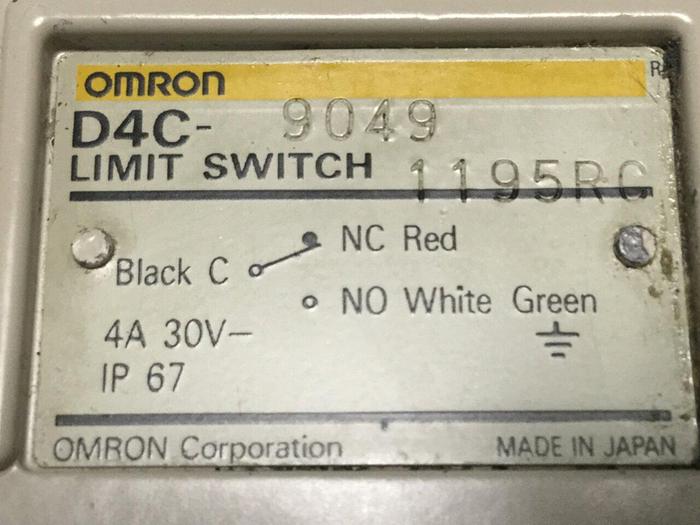 OMRON R
D4C- 9049
LIMIT SWITCH 1195RC
NC Red
Black C
NO White Green
4A 30V–
IP 67
OMRON Corporation MADE IN JAPAN